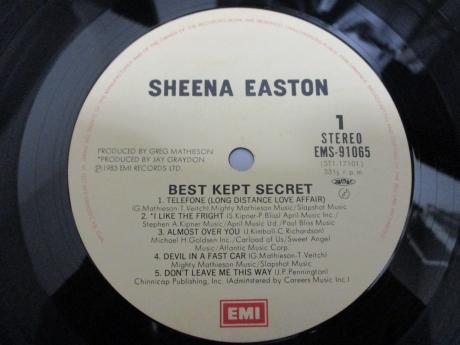 SHEENA EASTON
1
STEREO
EMS-91065
(ST1-17101)
33⅓ r.p.m.
PRODUCED BY GREG MATHIESON
*PRODUCED BY JAY GRAYDON
Ⓟ1983 EMI RECORDS LTD.
BEST KEPT SECRET
1. TELEFONE (LONG DISTANCE LOVE AFFAIR)
(G.Mathieson-T.Veitch) Mighty Mathieson Music/Slapshot Music
2. *I LIKE THE FRIGHT (S.Kipner-P.Bliss) April Music Inc./
Stephen A.Kipner Music/April Music Ltd./Paul Bliss Music
3. ALMOST OVER YOU (J.Kimball-C.Richardson)
Michael H.Goldsen Inc./Carload of Us/Sweet Angel
Music/Atlantic Music Corp.
4. DEVIL IN A FAST CAR (G.Mathieson-T.Veitch)
Mighty Mathieson Music/Slapshot Music
5. DON'T LEAVE ME THIS WAY (J.P.Pennington)
Chinnicap Publishing Inc. (Admintered by Careers Music Inc.)
EMI